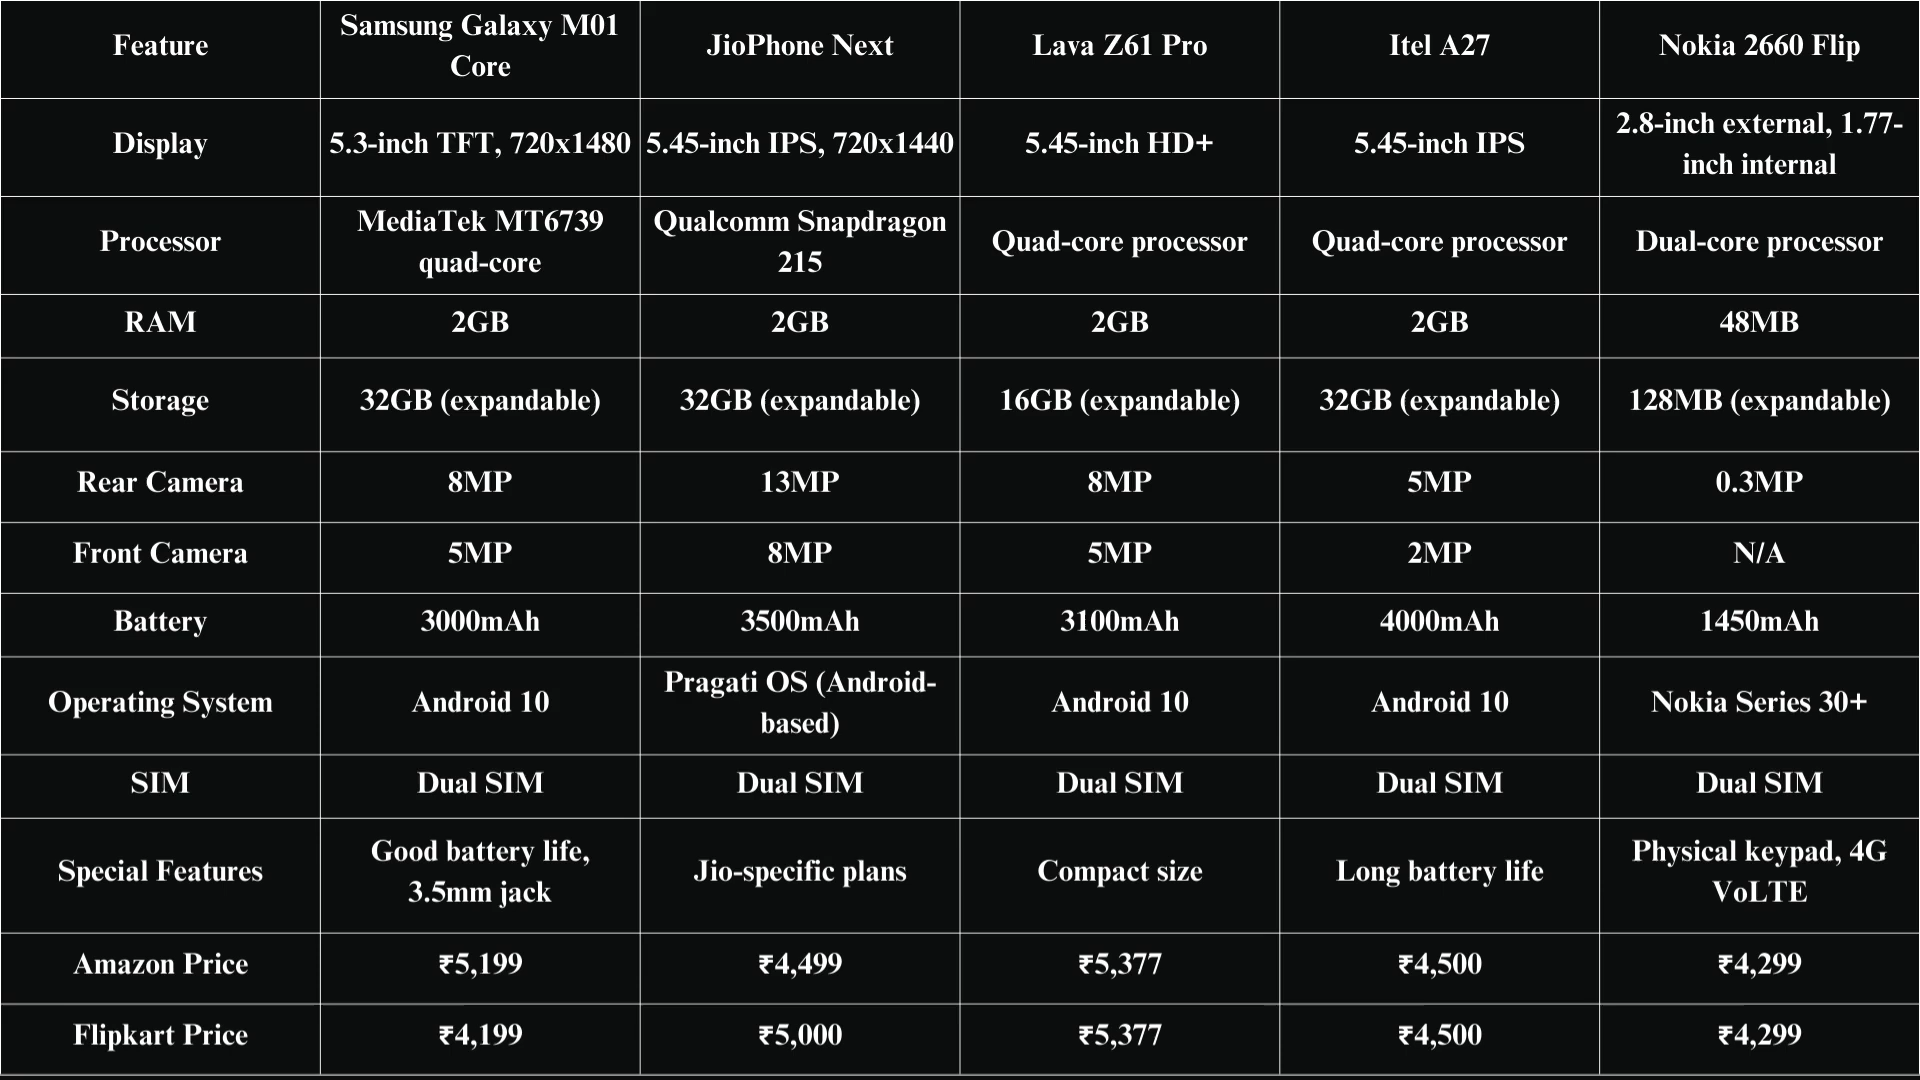 Feature
Samsung Galaxy M01
Core
JioPhone Next
Lava Z61 Pro
Itel A27
Nokia 2660 Flip
Display
5.3-inch TFT, 720x1480
5.45-inch IPS, 720x1440
5.45-inch HD+
5.45-inch IPS
2.8-inch external, 1.77-
inch internal
Processor
MediaTek MT6739
quad-core
Qualcomm Snapdragon
215
Quad-core processor
Quad-core processor
Dual-core processor
RAM
2GB
2GB
2GB
2GB
48MB
Storage
32GB (expandable)
32GB (expandable)
16GB (expandable)
32GB (expandable)
128MB (expandable)
Rear Camera
8MP
13MP
8MP
5MP
0.3MP
Front Camera
5MP
8MP
5MP
2MP
N/A
Battery
3000mAh
3500mAh
3100mAh
4000mAh
1450mAh
Operating System
Android 10
Pragati OS (Android-
based)
Android 10
Android 10
Nokia Series 30+
SIM
Dual SIM
Dual SIM
Dual SIM
Dual SIM
Dual SIM
Special Features
Good battery life,
3.5mm jack
Jio-specific plans
Compact size
Long battery life
Physical keypad, 4G
VoLTE
Amazon Price
₹5,199
₹4,499
₹5,377
₹4,500
₹4,299
Flipkart Price
₹4,199
₹5,000
₹5,377
₹4,500
₹4,299